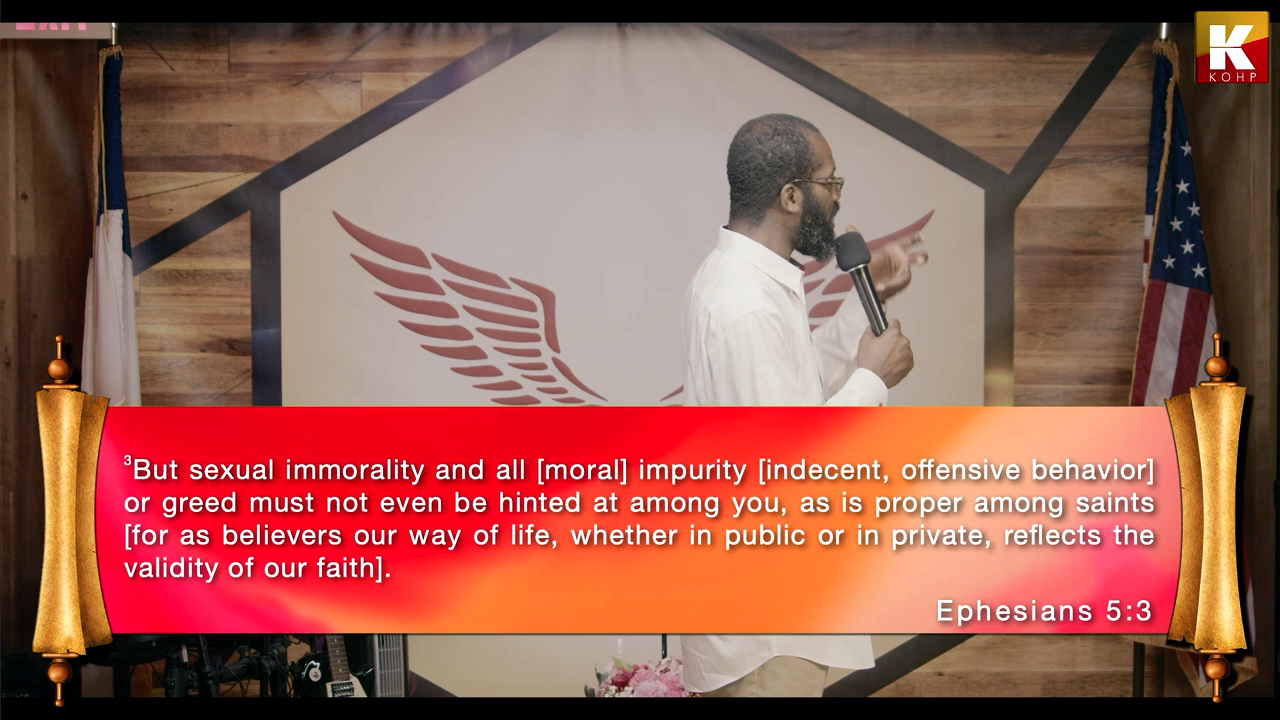 EXIT
K
KOHP
³But sexual immorality and all [moral] impurity [indecent, offensive behavior]
or greed must not even be hinted at among you, as is proper among saints
[for as believers our way of life, whether in public or in private, reflects the
validity of our faith].
Ephesians 5:3